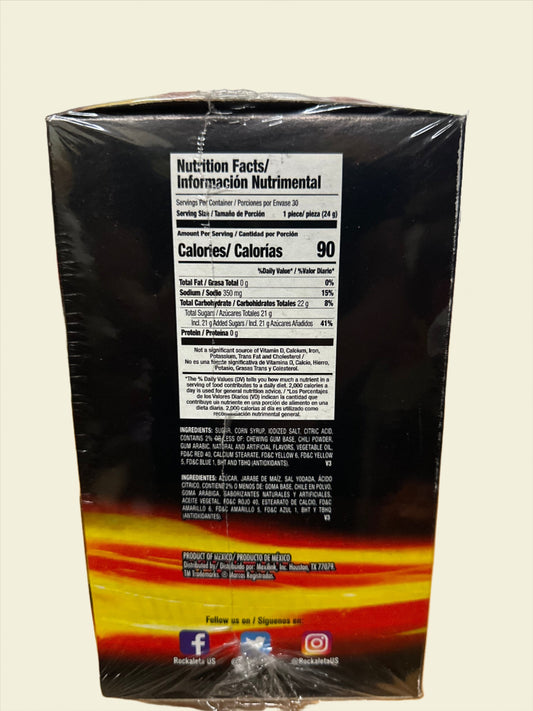 Nutrition Facts/
Información Nutrimental
Servings Per Container / Porciones por Envase 30
Serving Size / Tamaño de Porción 1 piece/ pieza (24 g)
Amount Per Serving / Cantidad por Porción
Calories/ Calorías 90
%Daily Value* / %Valor Diario*
Total Fat / Grasa Total 0 g 0%
Sodium / Sodio 350 mg 15%
Total Carbohydrate / Carbohidratos Totales 22 g 8%
Total Sugars / Azúcares Totales 21 g
Incl. 21 g Added Sugars / Incl. 21 g Azúcares Añadidos 41%
Protein / Proteína 0 g
Not a significant source of Vitamin D, Calcium, Iron,
Potassium, Trans Fat and Cholesterol /
No es una fuente significativa de Vitamina D, Calcio, Hierro,
Potasio, Grasas Trans y Colesterol.
*The % Daily Values (DV) tells you how much a nutrient in a
serving of food contributes to a daily diet. 2,000 calories a
day is used for general nutrition advice. / *Los Porcentajes
de los Valores Diarios (VD) indican la cantidad que
contribuye un nutriente en una porción de alimento en una
dieta diaria. 2,000 calorías al día es utilizado como
recomendación nutrimental general.
INGREDIENTS: SUGAR, CORN SYRUP, IODIZED SALT, CITRIC ACID,
CONTAINS 2% OR LESS OF: CHEWING GUM BASE, CHILI POWDER,
GUM ARABIC, NATURAL AND ARTIFICIAL FLAVORS, VEGETABLE OIL,
FD&C RED 40, CALCIUM STEARATE, FD&C YELLOW 6, FD&C YELLOW
5, FD&C BLUE 1, BHT AND TBHQ (ANTIOXIDANTS). V3
INGREDIENTES: AZÚCAR, JARABE DE MAÍZ, SAL YODADA, ÁCIDO
CÍTRICO, CONTIENE 2% O MENOS DE: GOMA BASE, CHILE EN POLVO,
GOMA ARÁBIGA, SABORIZANTES NATURALES Y ARTIFICIALES,
ACEITE VEGETAL, FD&C ROJO 40, ESTEARATO DE CALCIO, FD&C
AMARILLO 6, FD&C AMARILLO 5, FD&C AZUL 1, BHT Y TBHQ
(ANTIOXIDANTES). V3
PRODUCT OF MEXICO/ PRODUCTO DE MÉXICO
Distributed by/ Distribuido por: Mexilink, Inc. Houston, TX 77079.
TM Trademarks. ® Marcas Registradas.
Follow us on / Síguenos en:
Rockaleta US
@RockaletaUS